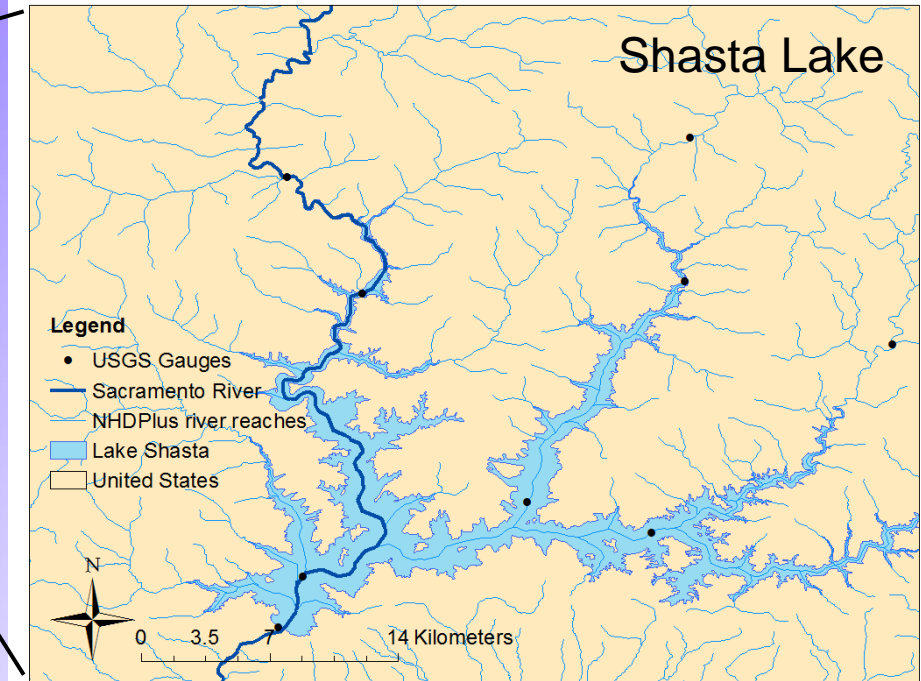 Shasta Lake
Legend
USGS Gauges
Sacramento River
NHDPlus river reaches
Lake Shasta
United States
N
0 3.5 7 14 Kilometers